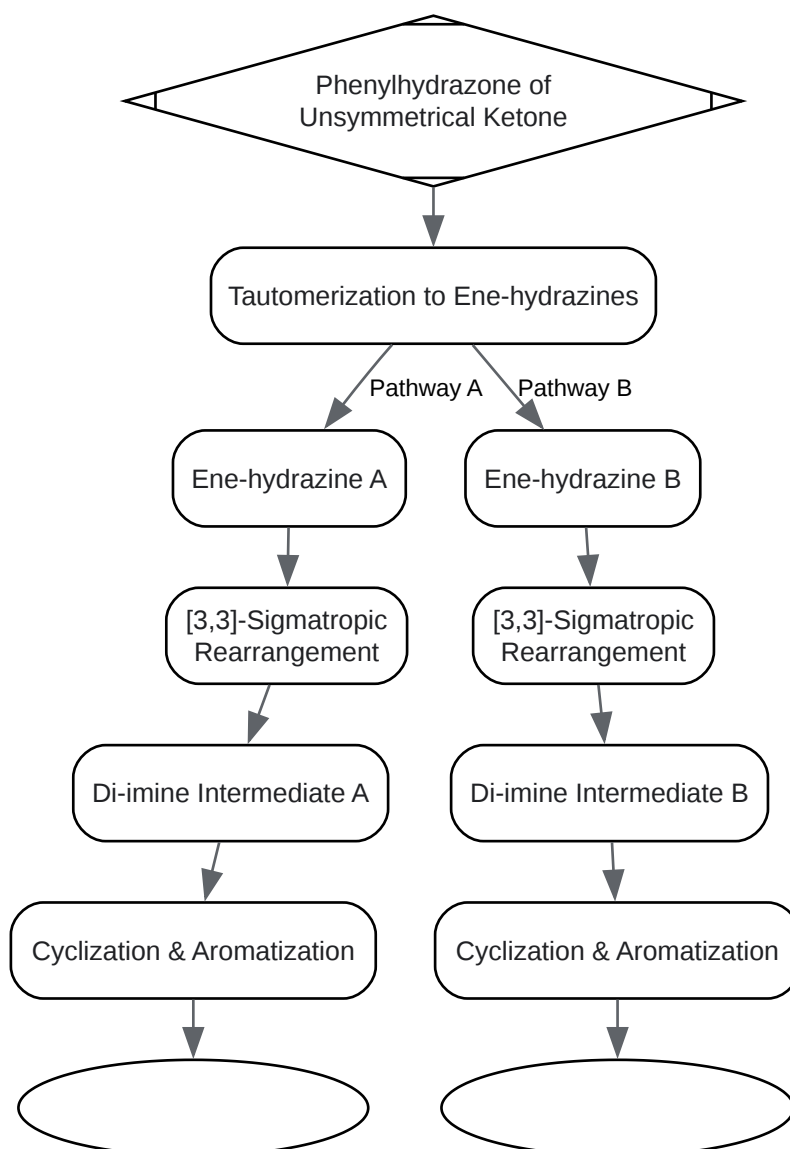 Phenylhydrazone of
Unsymmetrical Ketone
Tautomerization to Ene-hydrazines
Pathway A
Pathway B
Ene-hydrazine A
Ene-hydrazine B
[3,3]-Sigmatropic
Rearrangement
[3,3]-Sigmatropic
Rearrangement
Di-imine Intermediate A
Di-imine Intermediate B
Cyclization & Aromatization
Cyclization & Aromatization